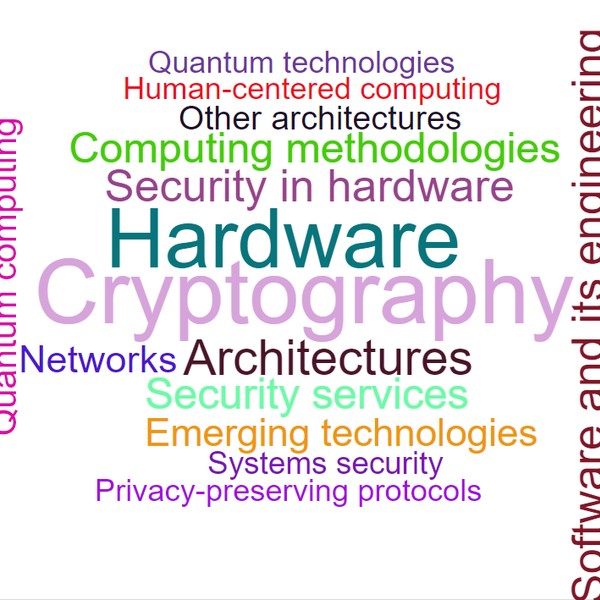 Quantum technologies
Human-centered computing
Other architectures
Computing methodologies
Security in hardware
Hardware
Cryptography
Networks Architectures
Security services
Emerging technologies
Systems security
Privacy-preserving protocols
Quantum computing
Software and its engineering